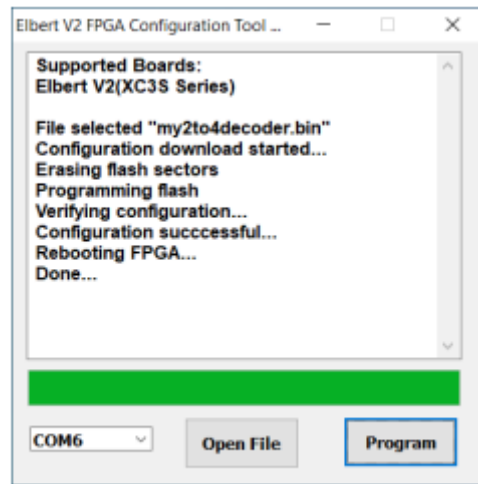 Elbert V2 FPGA Configuration Tool ...
Supported Boards:
Elbert V2(XC3S Series)
File selected "my2to4decoder.bin"
Configuration download started...
Erasing flash sectors
Programming flash
Verifying configuration...
Configuration succcessful...
Rebooting FPGA...
Done...
COM6
Open File
Program